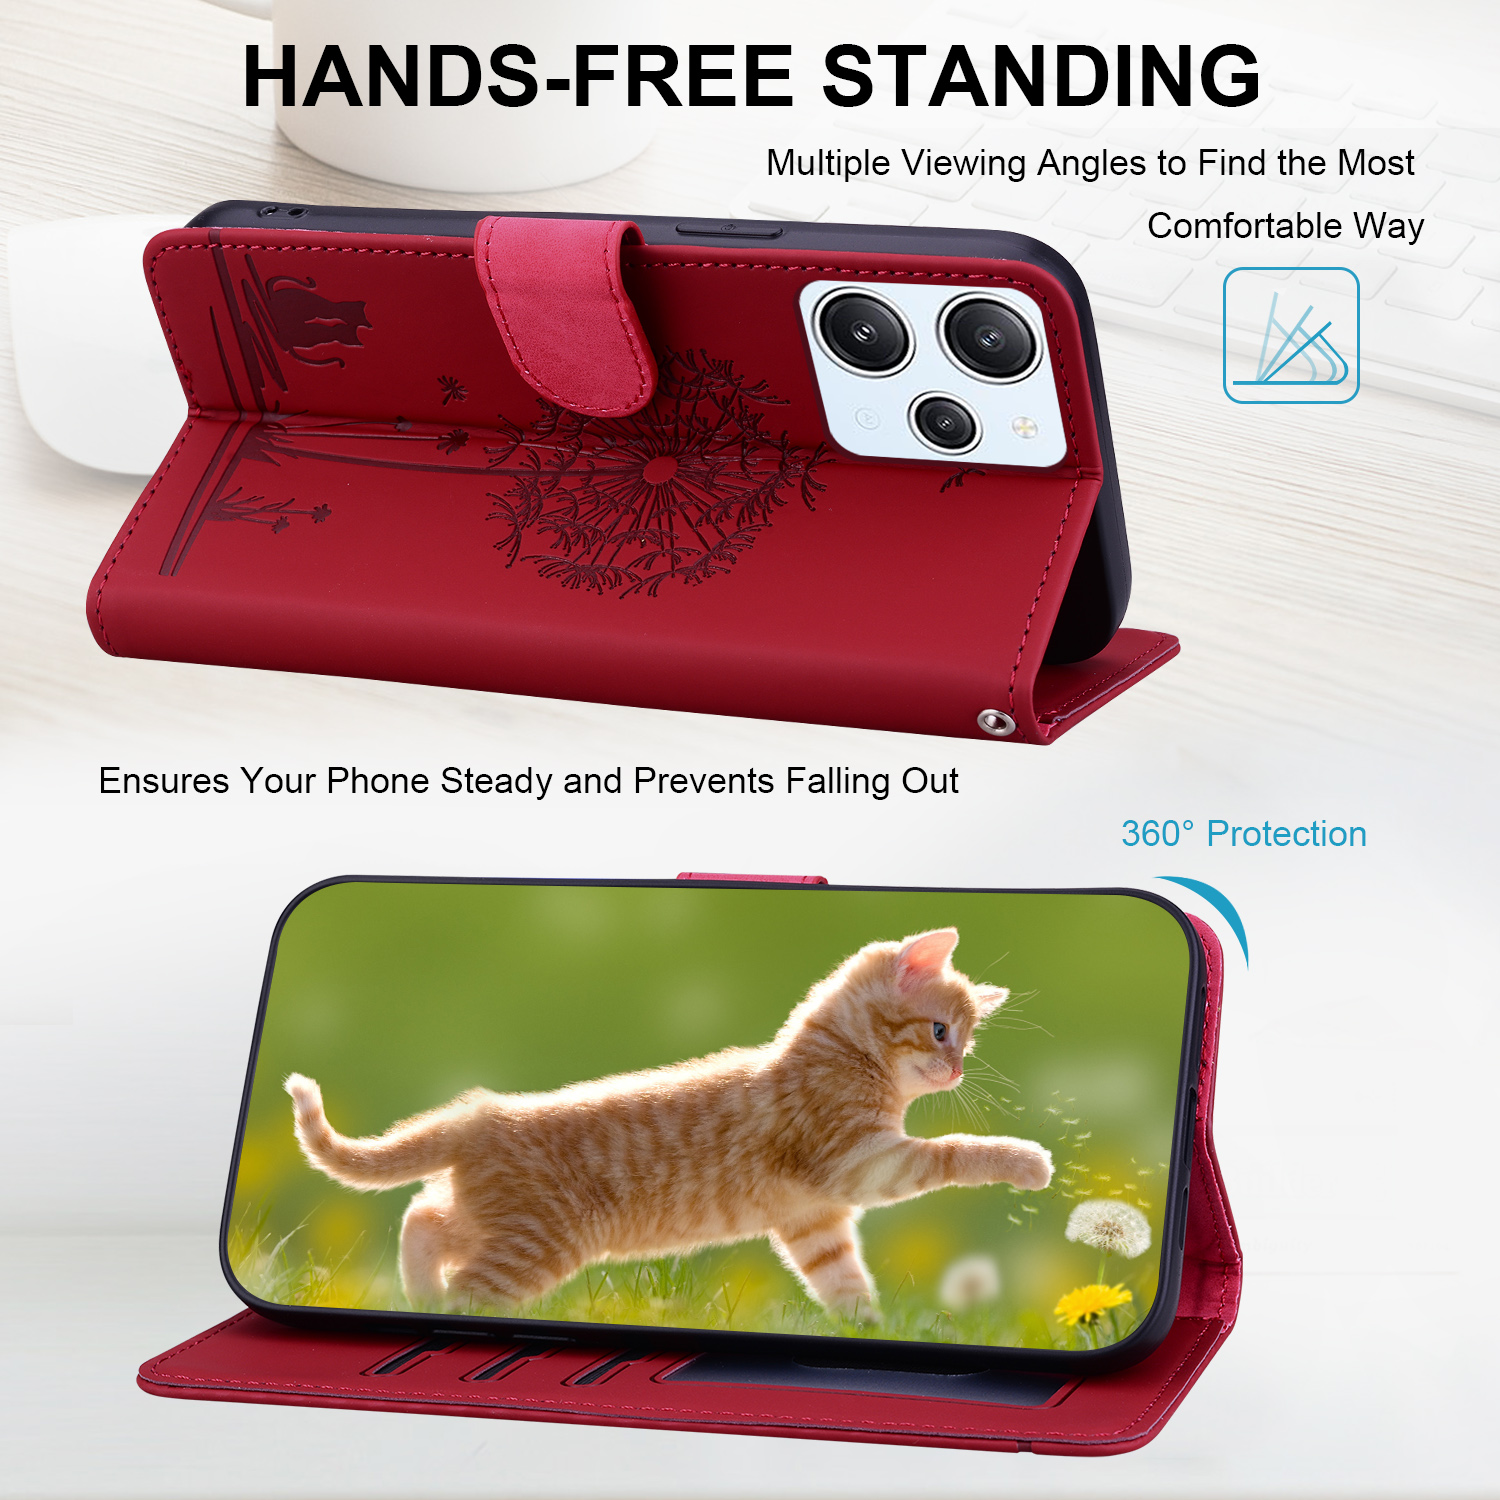 HANDS-FREE STANDING
Multiple Viewing Angles to Find the Most
Comfortable Way
Ensures Your Phone Steady and Prevents Falling Out
360° Protection